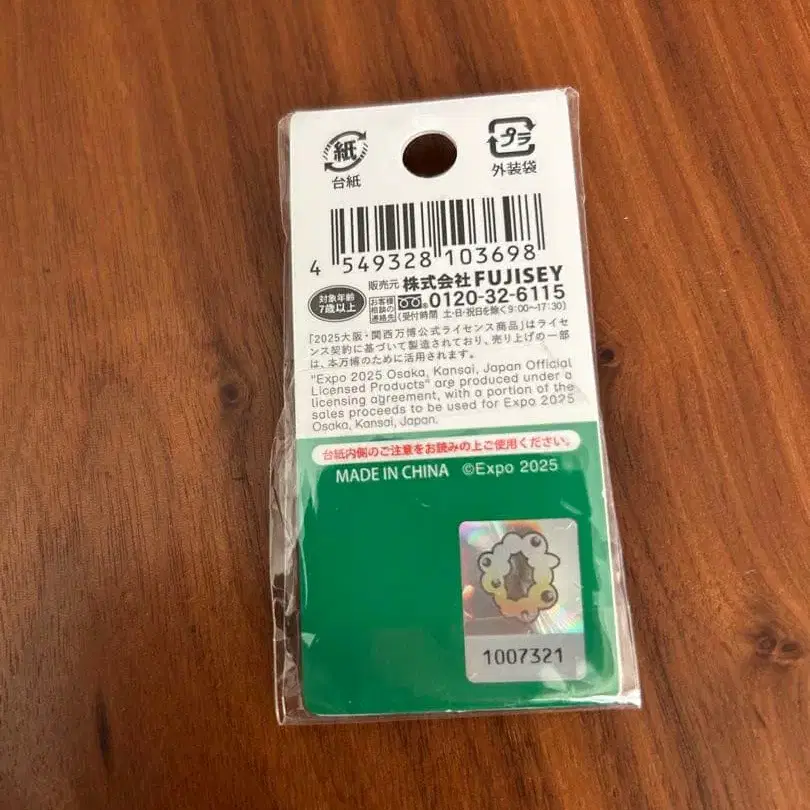 紙
台紙
プラ
外装袋
4 549328 103698
販売元 株式会社FUJISEY
対象年齢
7歳以上
お客様
相談の
連絡先
0120-32-6115
(受付時間 土・日・祝日を除く9:00〜17:30)
「2025大阪・関西万博公式ライセンス商品」はライセ
ンス契約に基づいて製造されており、売り上げの一部
は、本万博のために活用されます。
"Expo 2025 Osaka, Kansai, Japan Official
Licensed Products" are produced under a
licensing agreement, with a portion of the
sales proceeds to be used for Expo 2025
Osaka, Kansai, Japan.
台紙内側のご注意をお読みの上ご使用ください。
MADE IN CHINA ©Expo 2025
1007321